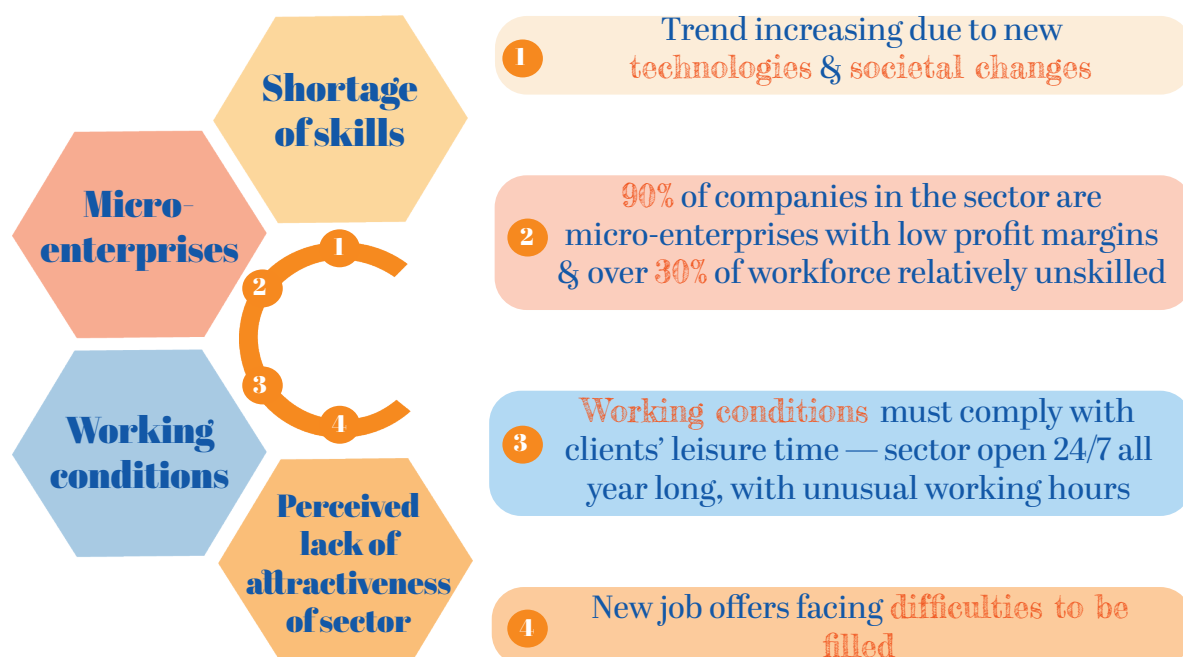 Shortage
of skills
1
Trend increasing due to new
technologies & societal changes
Micro-
enterprises
2
90% of companies in the sector are
micro-enterprises with low profit margins
& over 30% of workforce relatively unskilled
1
2
3
4
Working
conditions
3
Working conditions must comply with
clients’ leisure time — sector open 24/7 all
year long, with unusual working hours
Perceived
lack of
attractiveness
of sector
4
New job offers facing difficulties to be
filled